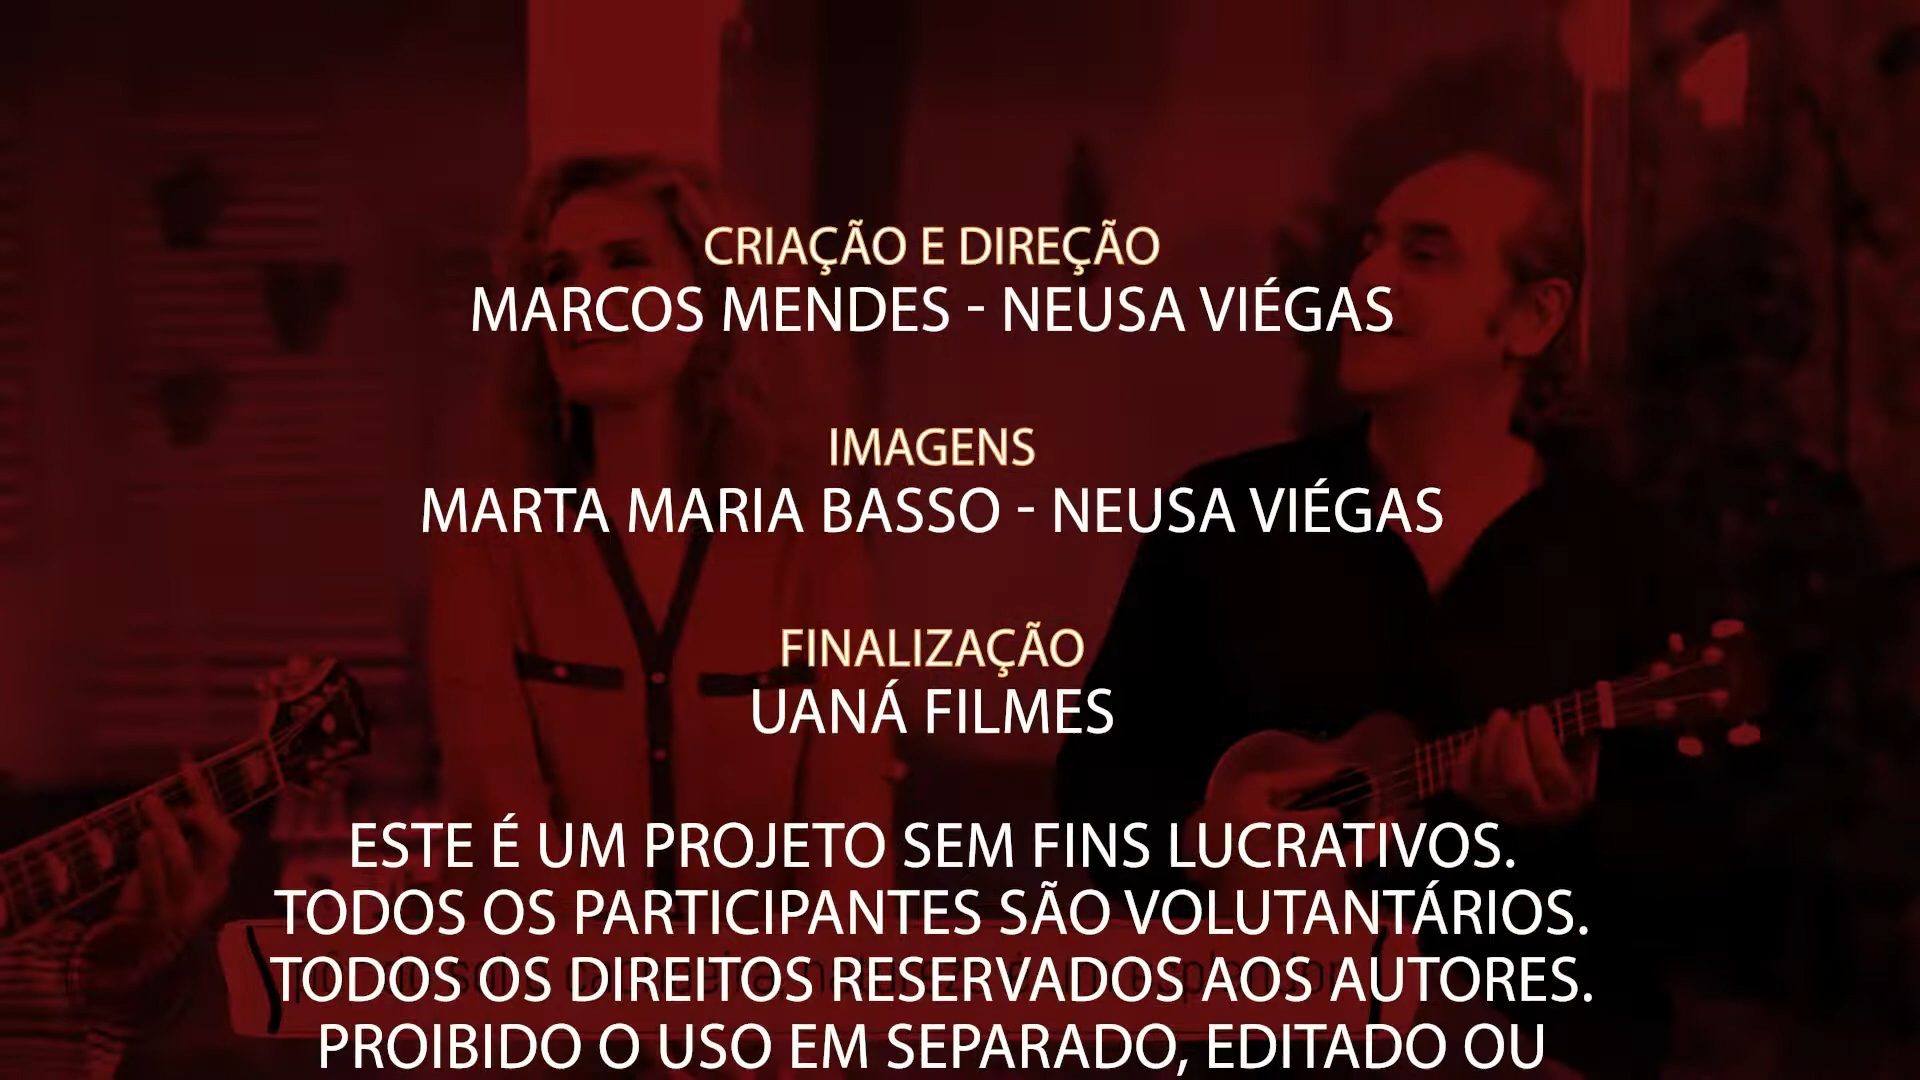 CRIAÇÃO E DIREÇÃO
MARCOS MENDES - NEUSA VIÉGAS
IMAGENS
MARTA MARIA BASSO - NEUSA VIÉGAS
FINALIZAÇÃO
UANÁ FILMES
ESTE É UM PROJETO SEM FINS LUCRATIVOS.
TODOS OS PARTICIPANTES SÃO VOLUTANTÁRIOS.
TODOS OS DIREITOS RESERVADOS AOS AUTORES.
PROIBIDO O USO EM SEPARADO, EDITADO OU